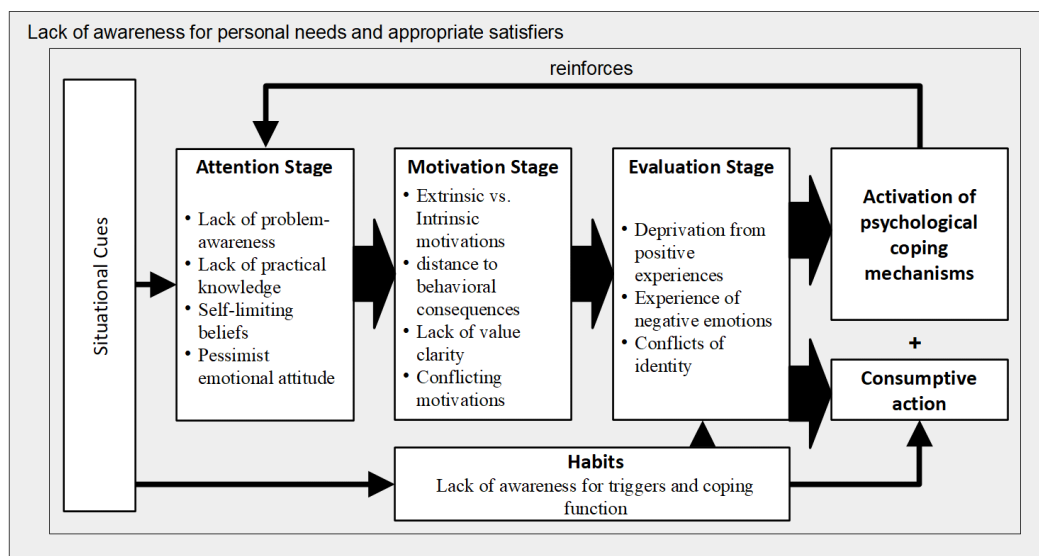 Lack of awareness for personal needs and appropriate satisfiers
reinforces
Situational Cues
Attention Stage
• Lack of problem-
awareness
• Lack of practical
knowledge
• Self-limiting
beliefs
• Pessimist
emotional attitude
Motivation Stage
• Extrinsic vs.
Intrinsic
motivations
• distance to
behavioral
consequences
• Lack of value
clarity
• Conflicting
motivations
Evaluation Stage
• Deprivation from
positive
experiences
• Experience of
negative emotions
• Conflicts of
identity
Activation of
psychological
coping
mechanisms
+
Consumptive
action
Habits
Lack of awareness for triggers and coping
function